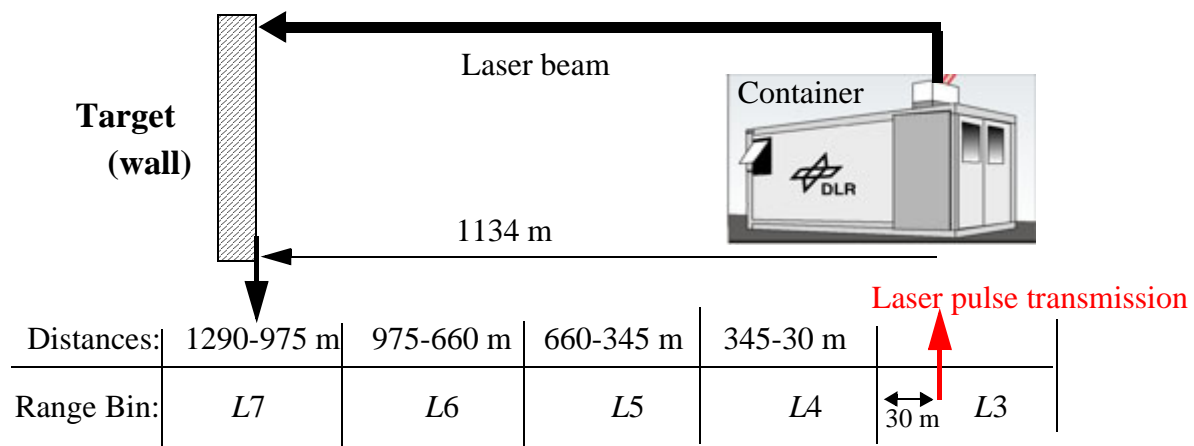 Laser beam
Container
Target
(wall)
DLR
1134 m
Laser pulse transmission
Distances: 1290-975 m 975-660 m 660-345 m 345-30 m
Range Bin: L7 L6 L5 L4 30 m L3